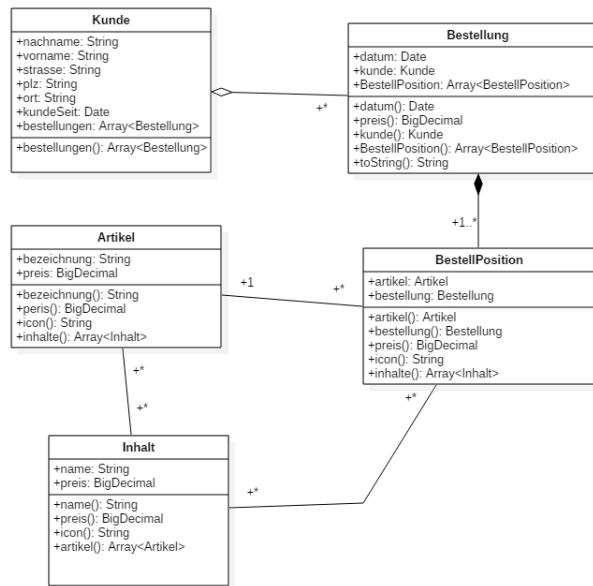 Kunde
+nachname: String
+vorname: String
+strasse: String
+plz: String
+ort: String
+kundeSeit: Date
+bestellungen: Array<Bestellung>
+bestellungen(): Array<Bestellung>
+*
Bestellung
+datum: Date
+kunde: Kunde
+BestellPosition: Array<BestellPosition>
+datum(): Date
+preis(): BigDecimal
+kunde(): Kunde
+BestellPosition(): Array<BestellPosition>
+toString(): String
+1..*
Artikel
+bezeichnung: String
+preis: BigDecimal
+bezeichnung(): String
+peris(): BigDecimal
+icon(): String
+inhalte(): Array<Inhalt>
+1
+*
BestellPosition
+artikel: Artikel
+bestellung: Bestellung
+artikel(): Artikel
+bestellung(): Bestellung
+preis(): BigDecimal
+icon(): String
+inhalte(): Array<Inhalt>
+*
+*
+*
Inhalt
+name: String
+preis: BigDecimal
+name(): String
+preis(): BigDecimal
+icon(): String
+artikel(): Array<Artikel>
+*